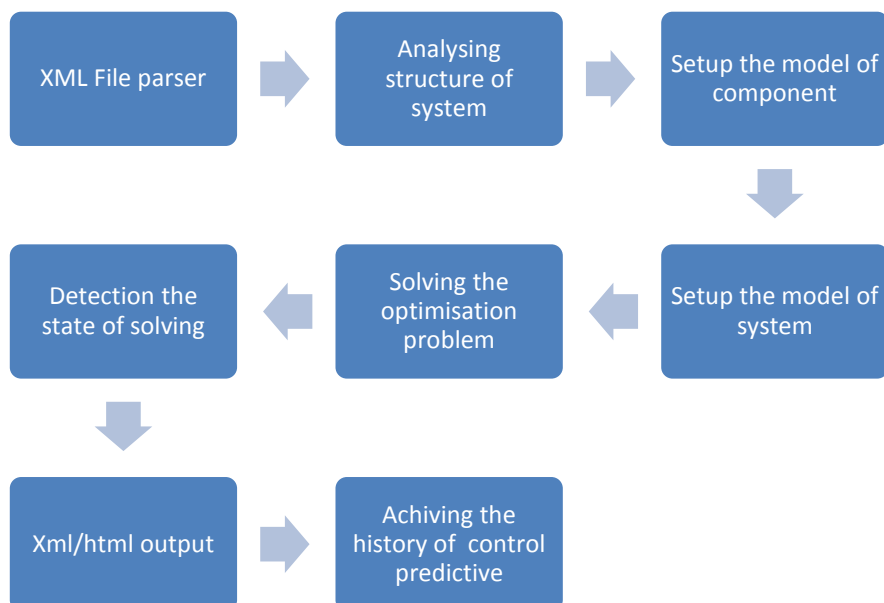 XML File parser
Analysing
structure of
system
Setup the model of
component
Setup the model of
system
Solving the
optimisation
problem
Detection the
state of solving
Xml/html output
Achiving the
history of control
predictive